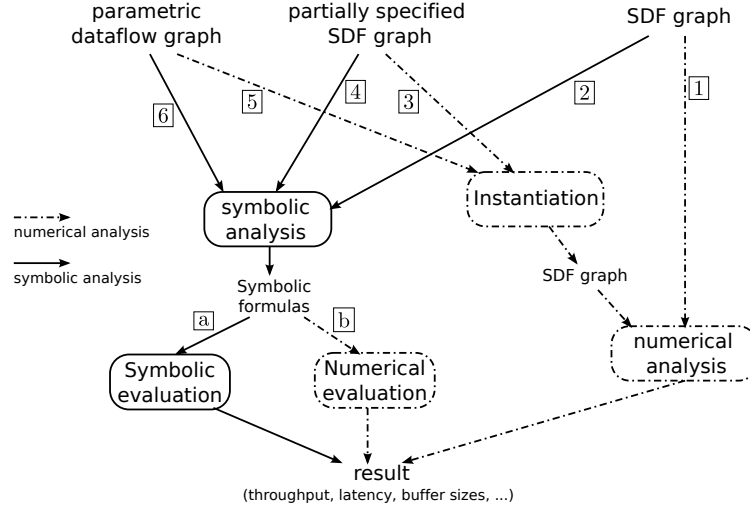 parametric
dataflow graph
partially specified
SDF graph
SDF graph
6
5
4
3
2
1
symbolic
analysis
Instantiation
numerical analysis
symbolic analysis
Symbolic
formulas
SDF graph
a
b
Symbolic
evaluation
Numerical
evaluation
numerical
analysis
result
(throughput, latency, buffer sizes, ...)